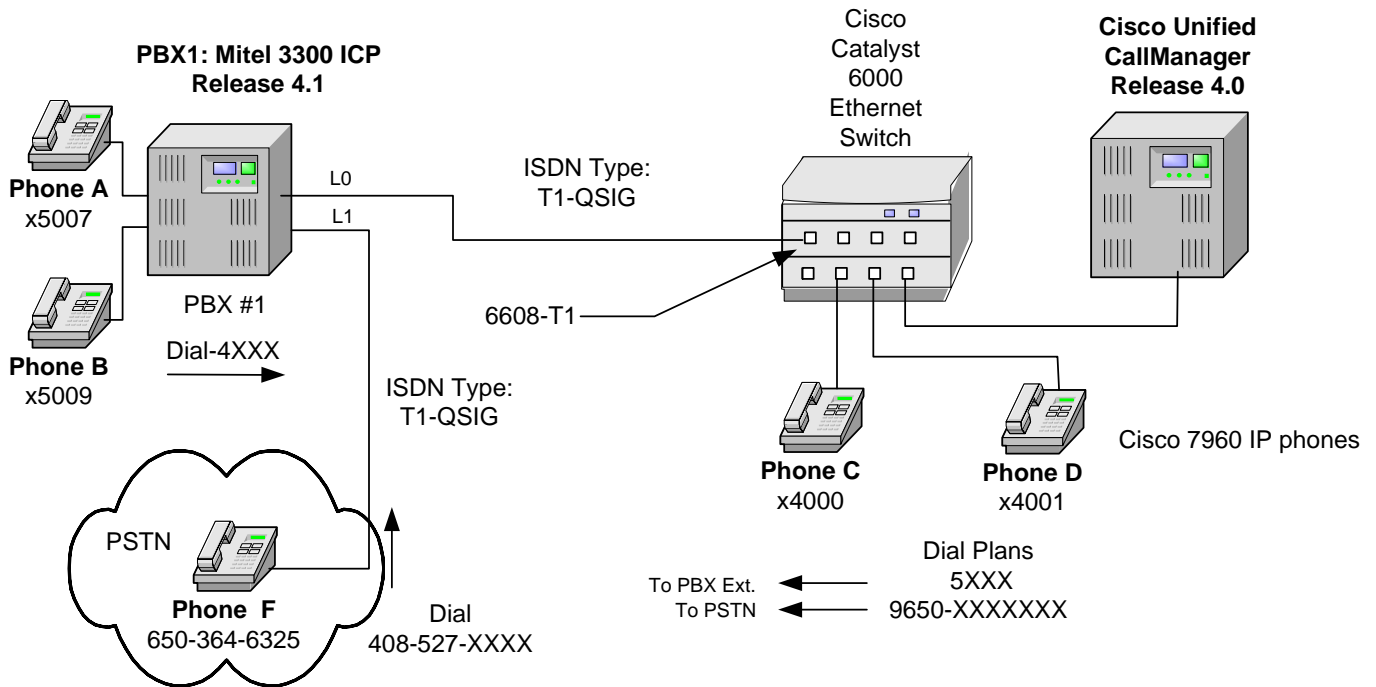 PBX1: Mitel 3300 ICP
Release 4.1
Cisco
Catalyst
6000
Ethernet
Switch
Cisco Unified
CallManager
Release 4.0
Phone A
x5007
L0
L1
ISDN Type:
T1-QSIG
PBX #1
6608-T1
Phone B
x5009
Dial-4XXX
ISDN Type:
T1-QSIG
Phone C
x4000
Phone D
x4001
Cisco 7960 IP phones
PSTN
Phone F
650-364-6325
Dial
408-527-XXXX
Dial Plans
To PBX Ext.
5XXX
To PSTN
9650-XXXXXXX